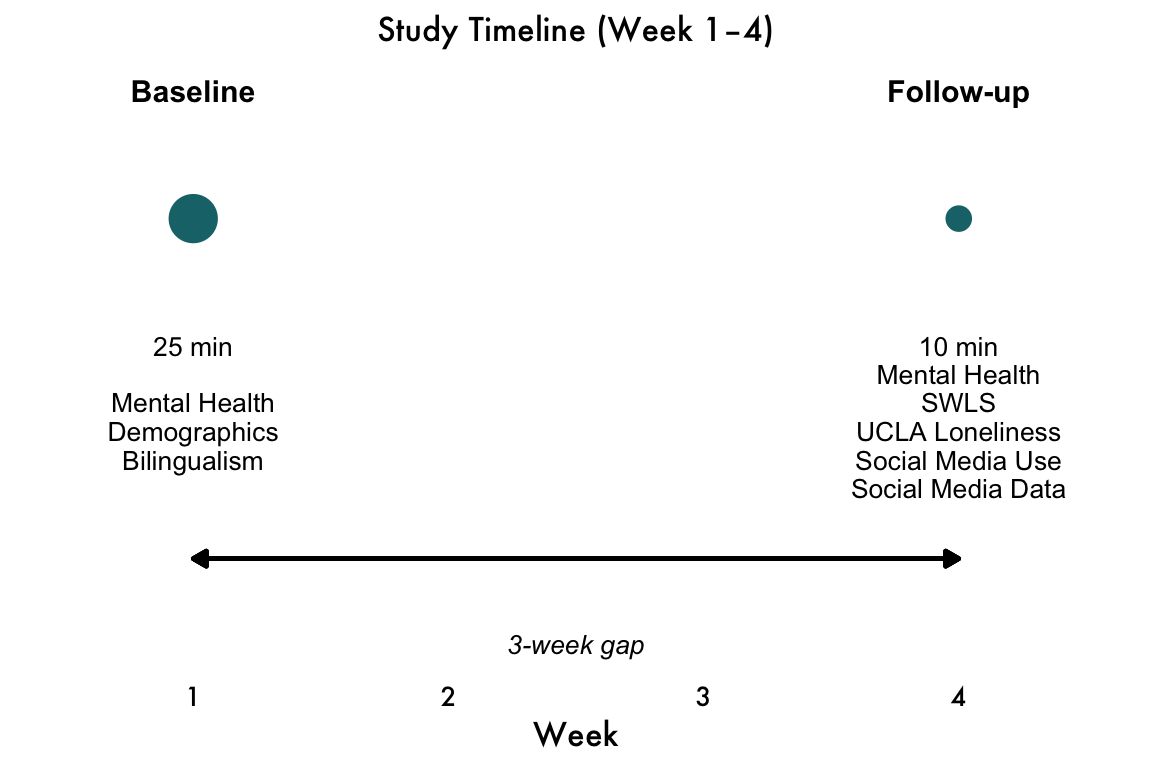 Study Timeline (Week 1–4)
Baseline
Follow-up
25 min
Mental Health
Demographics
Bilingualism
10 min
Mental Health
SWLS
UCLA Loneliness
Social Media Use
Social Media Data
3-week gap
1 2 3 4
Week